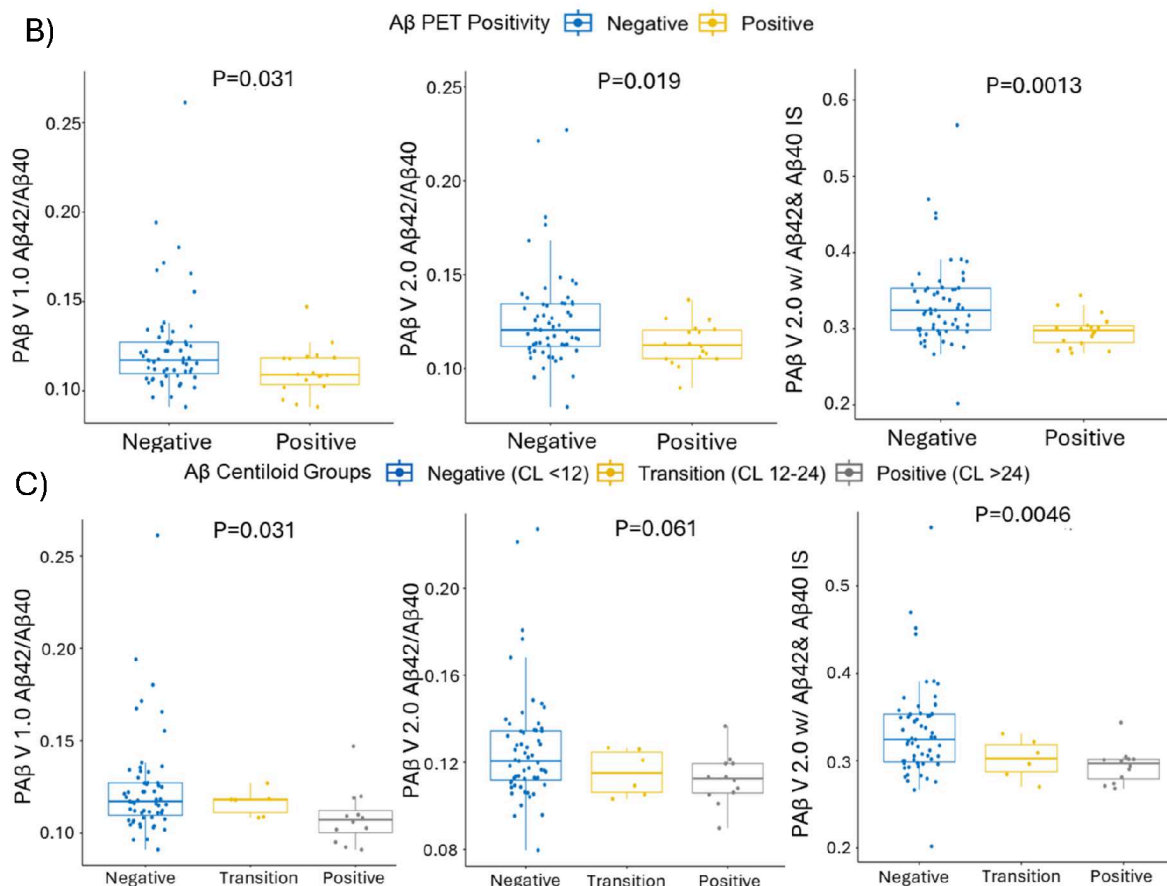 B)
Aβ PET Positivity Negative Positive
P=0.031
PAβ V 1.0 Aβ42/Aβ40
0.25
0.20
0.15
0.10
Negative Positive
P=0.019
PAβ V 2.0 Aβ42/Aβ40
0.25
0.20
0.15
0.10
Negative Positive
P=0.0013
PAβ V 2.0 w/ Aβ42& Aβ40 IS
0.6
0.5
0.4
0.3
0.2
Negative Positive
C)
Aβ Centiloid Groups Negative (CL <12) Transition (CL 12-24) Positive (CL >24)
P=0.031
PAβ V 1.0 Aβ42/Aβ40
0.25
0.20
0.15
0.10
Negative Transition Positive
P=0.061
PAβ V 2.0 Aβ42/Aβ40
0.20
0.16
0.12
0.08
Negative Transition Positive
P=0.0046
PAβ V 2.0 w/ Aβ42& Aβ40 IS
0.5
0.4
0.3
0.2
Negative Transition Positive